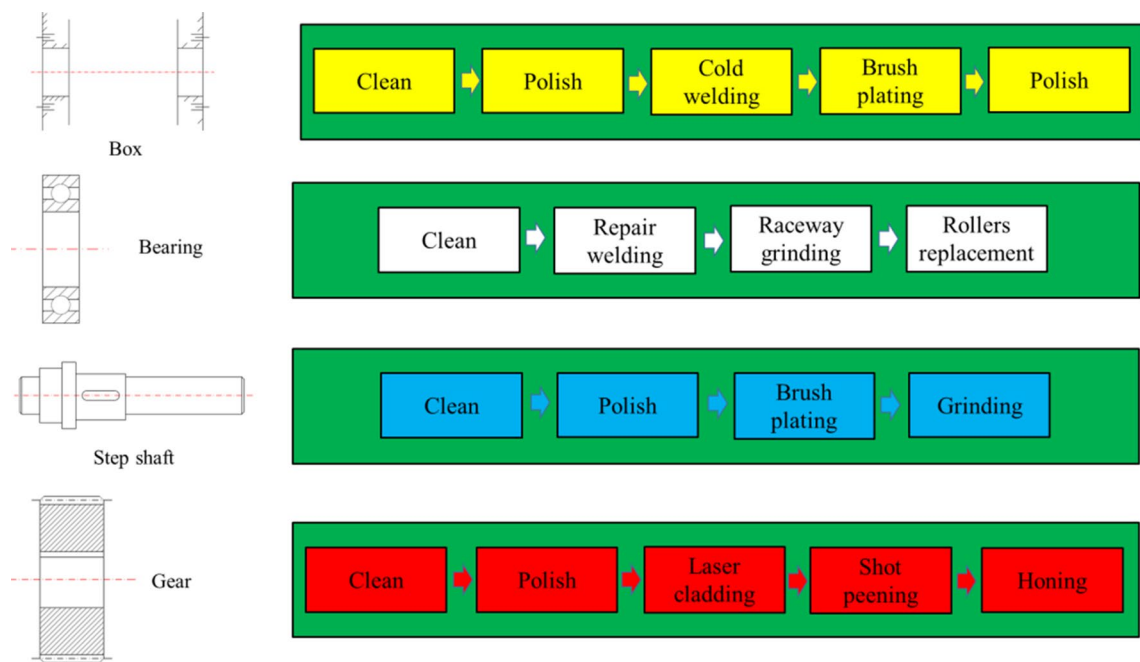 Box
Clean
Polish
Cold
welding
Brush
plating
Polish
Bearing
Clean
Repair
welding
Raceway
grinding
Rollers
replacement
Step shaft
Clean
Polish
Brush
plating
Grinding
Gear
Clean
Polish
Laser
cladding
Shot
peening
Honing